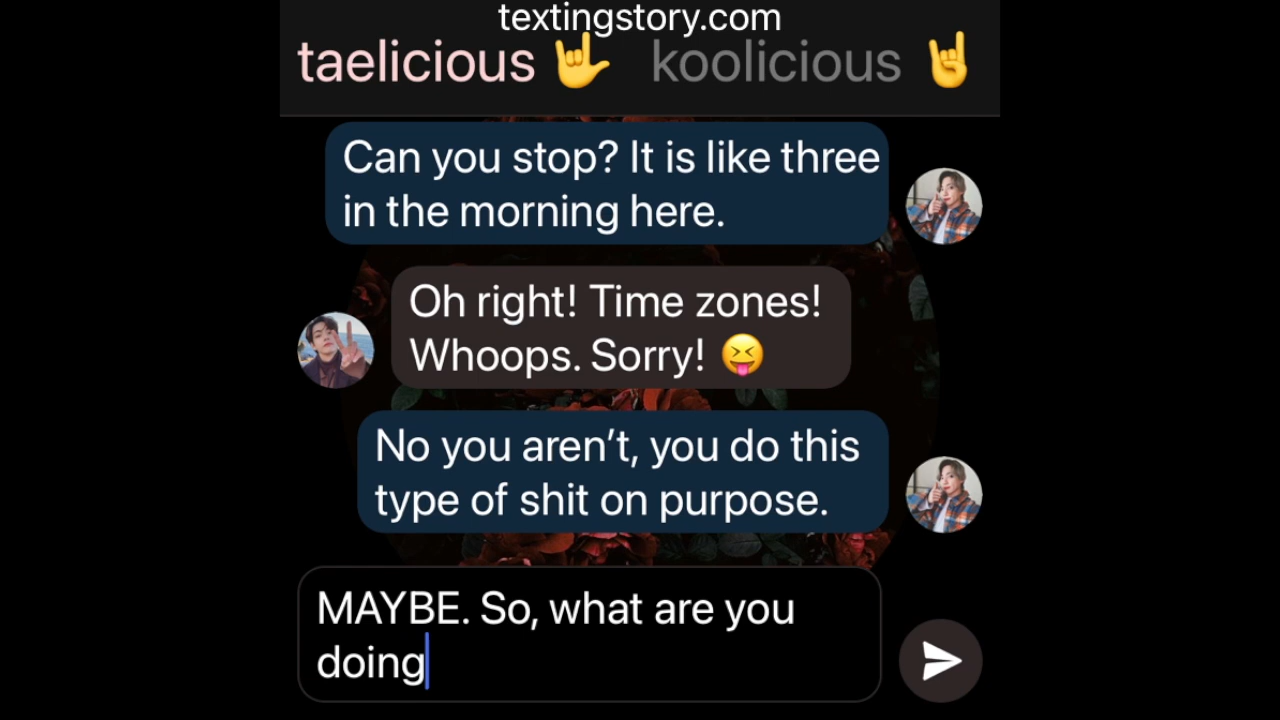 textingstory.com
taelicious 🤟 koolicious 🤘
Can you stop? It is like three
in the morning here.
Oh right! Time zones!
Whoops. Sorry! 😝
No you aren’t, you do this
type of shit on purpose.
MAYBE. So, what are you
doing